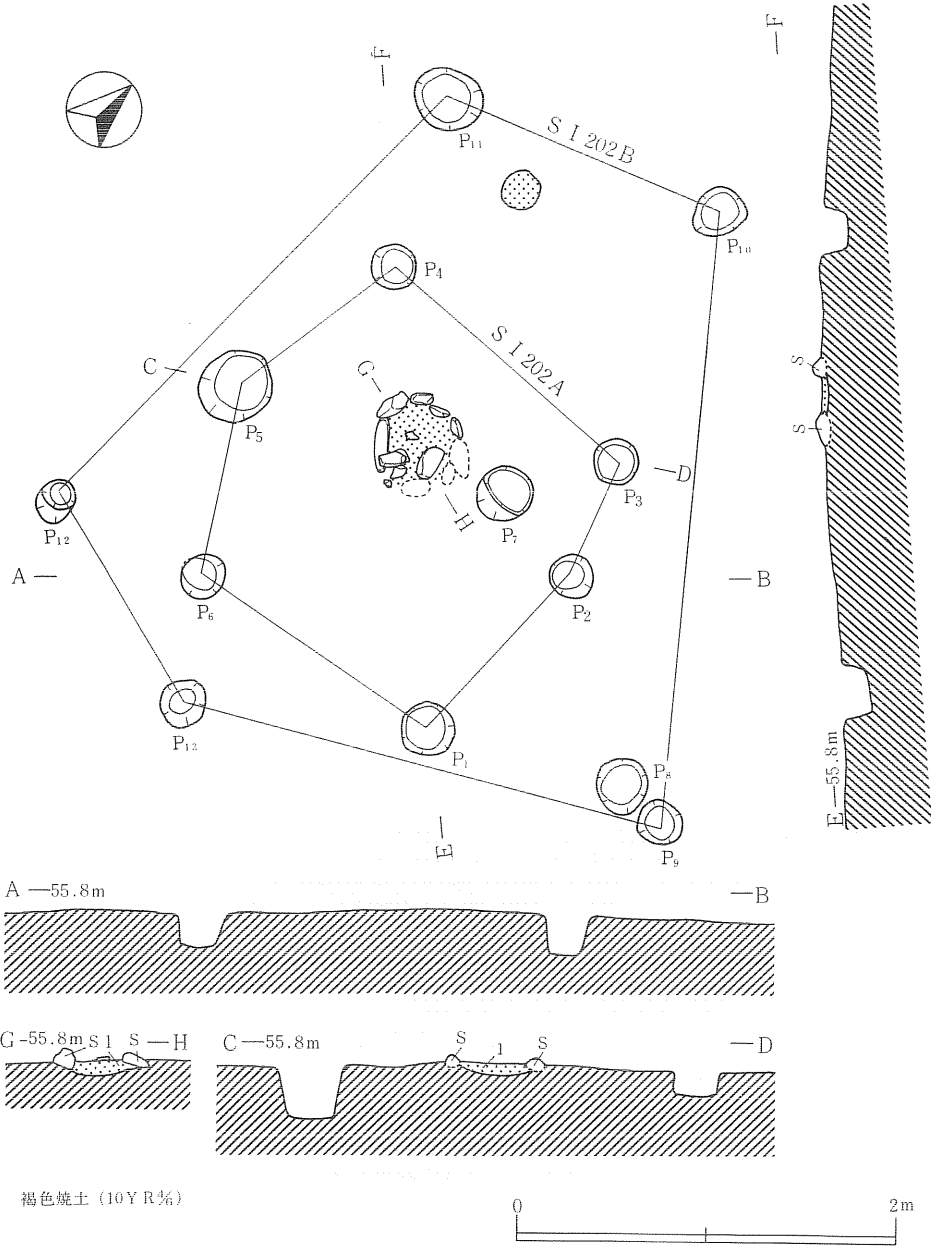 F
F
P₁₁
S I 202B
P₁₀
P₄
S I 202A
C
G
P₅
D
P₃
P₁₂
H
P₇
A
B
P₆
P₂
P₁₃
P₁
P₈
P₉
E
S
S
E—55.8m
A—55.8m
B
G-55.8m S 1 S—H
C—55.8m S 1 S D
褐色焼土 (10YR4/6)
0 2m